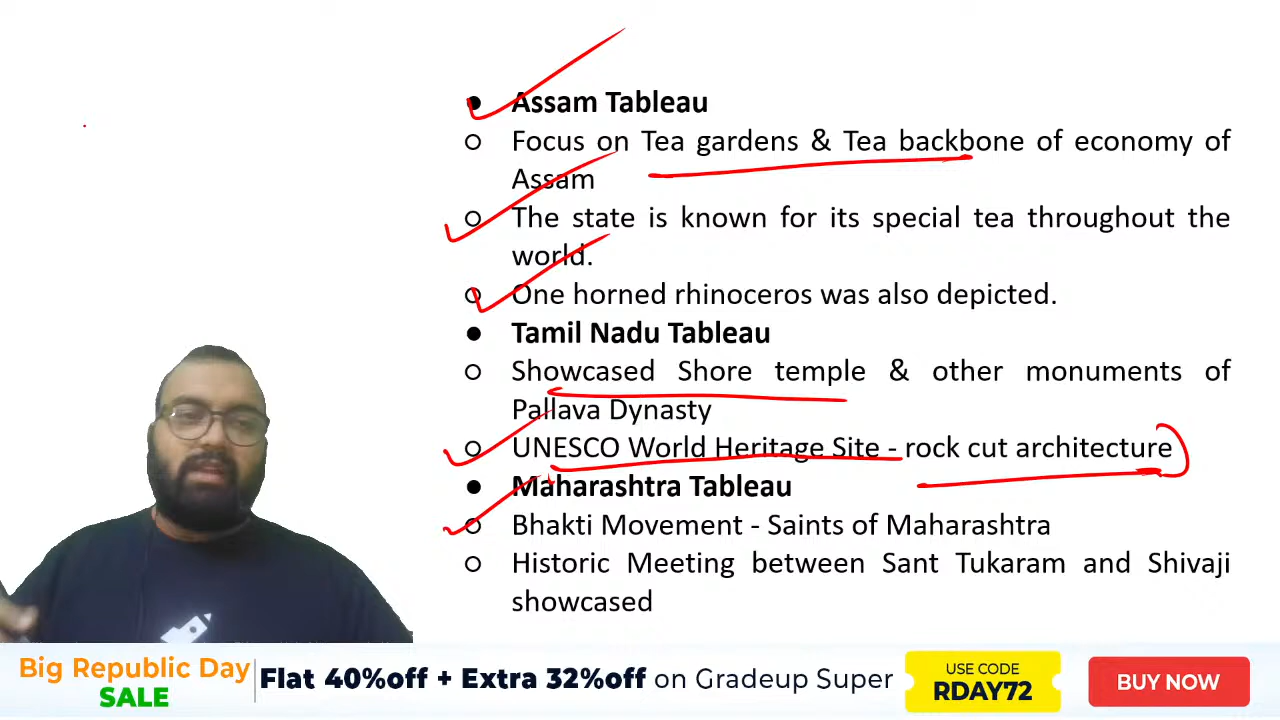 ● Assam Tableau
○ Focus on Tea gardens & Tea backbone of economy of
Assam
○ The state is known for its special tea throughout the
world.
○ One horned rhinoceros was also depicted.
● Tamil Nadu Tableau
○ Showcased Shore temple & other monuments of
Pallava Dynasty
○ UNESCO World Heritage Site - rock cut architecture
● Maharashtra Tableau
○ Bhakti Movement - Saints of Maharashtra
○ Historic Meeting between Sant Tukaram and Shivaji
showcased
Big Republic Day
SALE
Flat 40%off + Extra 32%off on Gradeup Super
USE CODE
RDAY72
BUY NOW